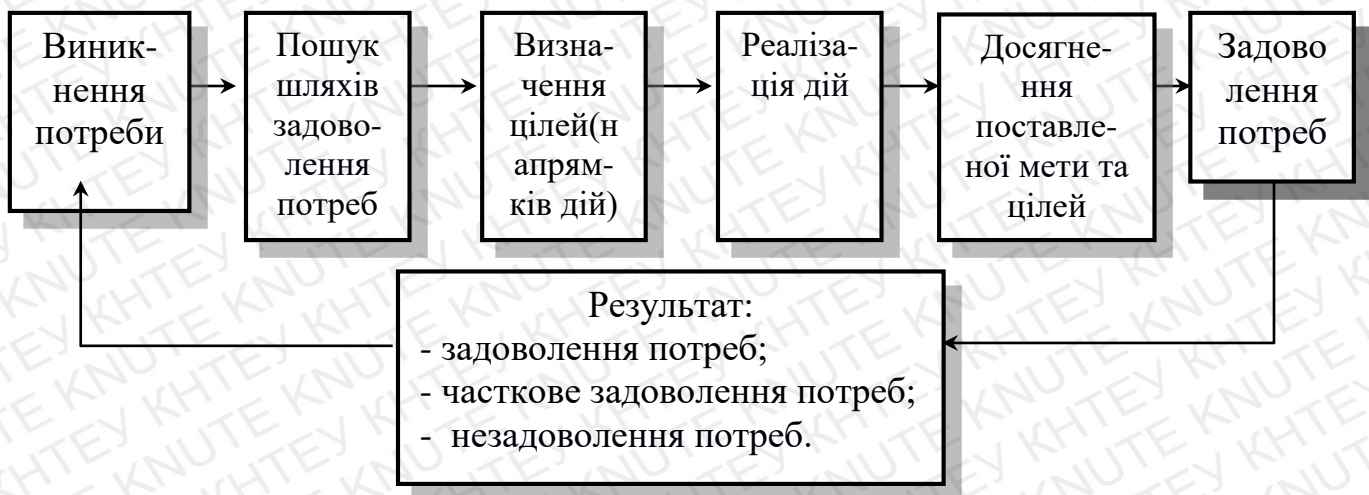 Виник-
нення
потреби
Пошук
шляхів
задово-
лення
потреб
Визна-
чення
цілей(н
апрям-
ків дій)
Реаліза-
ція дій
Досягне-
ння
поставле-
ної мети та
цілей
Задово
лення
потреб
Результат:
- задоволення потреб;
- часткове задоволення потреб;
- незадоволення потреб.